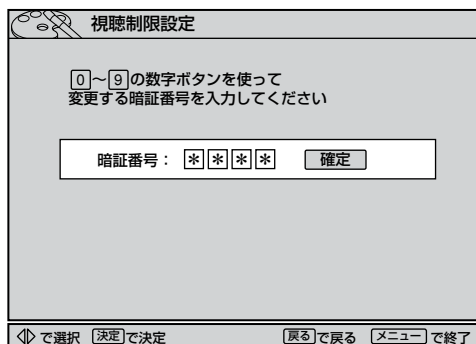 視聴制限設定
0～9の数字ボタンを使って
変更する暗証番号を入力してください
暗証番号： ＊＊＊＊ 確定
で選択 決定で決定 戻るで戻る メニューで終了